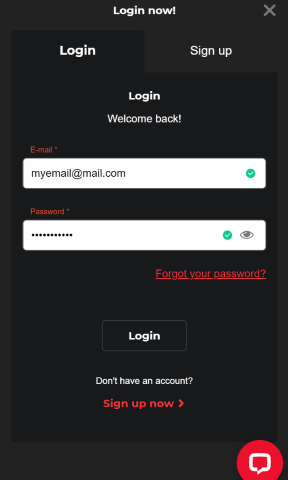 Login now!
Login
Sign up
Login
Welcome back!
E-mail *
myemail@mail.com
Password *
•••••••••••
Forgot your password?
Login
Don't have an account?
Sign up now